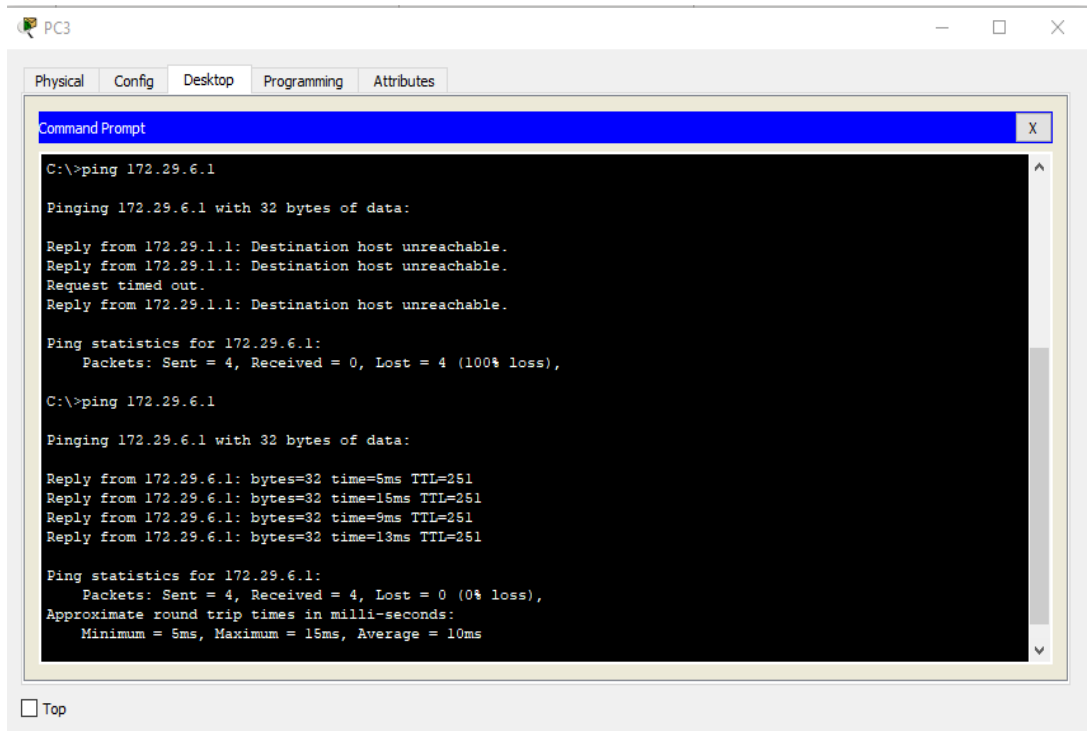 PC3
Physical Config Desktop Programming Attributes
Command Prompt X
C:\>ping 172.29.6.1
Pinging 172.29.6.1 with 32 bytes of data:
Reply from 172.29.1.1: Destination host unreachable.
Reply from 172.29.1.1: Destination host unreachable.
Request timed out.
Reply from 172.29.1.1: Destination host unreachable.
Ping statistics for 172.29.6.1:
Packets: Sent = 4, Received = 0, Lost = 4 (100% loss),
C:\>ping 172.29.6.1
Pinging 172.29.6.1 with 32 bytes of data:
Reply from 172.29.6.1: bytes=32 time=5ms TTL=251
Reply from 172.29.6.1: bytes=32 time=15ms TTL=251
Reply from 172.29.6.1: bytes=32 time=9ms TTL=251
Reply from 172.29.6.1: bytes=32 time=13ms TTL=251
Ping statistics for 172.29.6.1:
Packets: Sent = 4, Received = 4, Lost = 0 (0% loss),
Approximate round trip times in milli-seconds:
Minimum = 5ms, Maximum = 15ms, Average = 10ms
Top